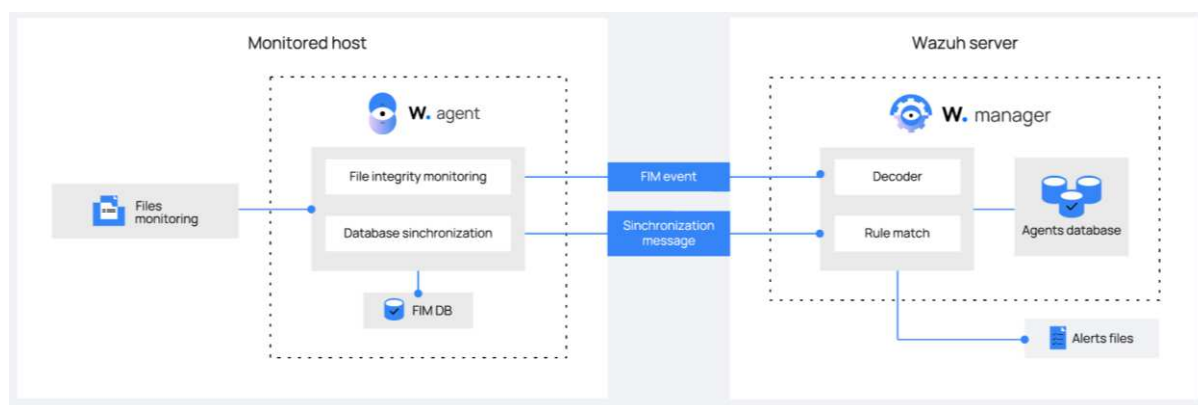 Monitored host
Wazuh server
W. agent
W. manager
File integrity monitoring
FIM event
Decoder
Files
monitoring
Database sinchronization
Sinchronization
message
Rule match
Agents database
FIM DB
Alerts files